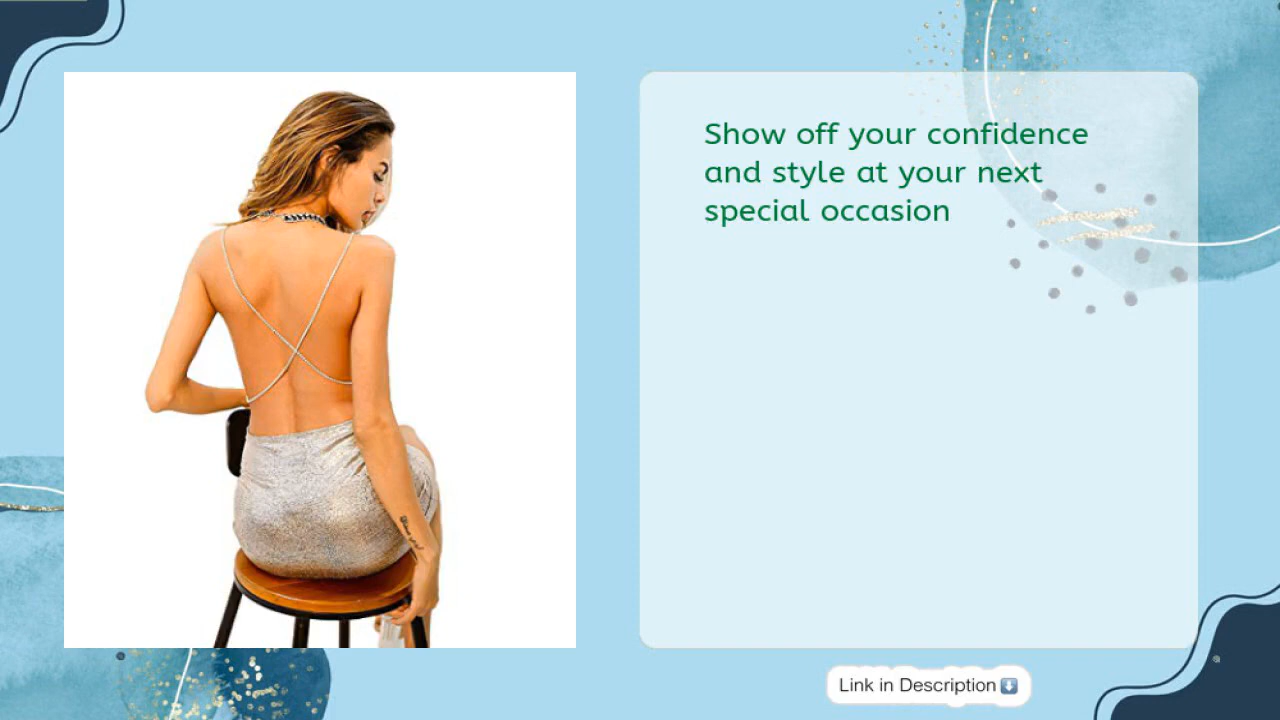 Show off your confidence
and style at your next
special occasion
Link in Description ⬇️